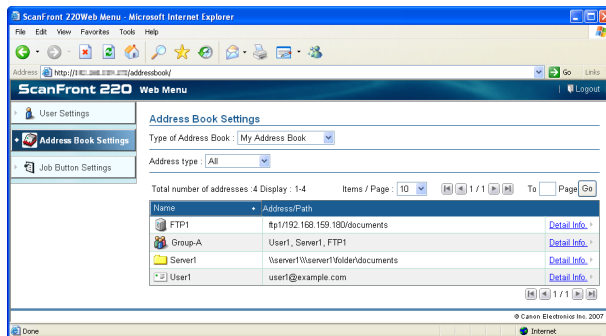 ScanFront 220Web Menu - Microsoft Internet Explorer
File Edit View Favorites Tools Help
Address http://1 /addressbook/ Go Links
ScanFront 220 Web Menu Logout
User Settings
Address Book Settings
Job Button Settings
Address Book Settings
Type of Address Book : My Address Book
Address type : All
Total number of addresses :4 Display : 1-4 Items / Page : 10 1 / 1 To Page Go
Name Address/Path
FTP1 ftp1/192.168.159.180/documents Detail Info.
Group-A User1, Server1, FTP1 Detail Info.
Server1 \\server1\\\server1\folder\documents Detail Info.
User1 user1@example.com Detail Info.
1 / 1
© Canon Electronics Inc. 2007
Done Internet